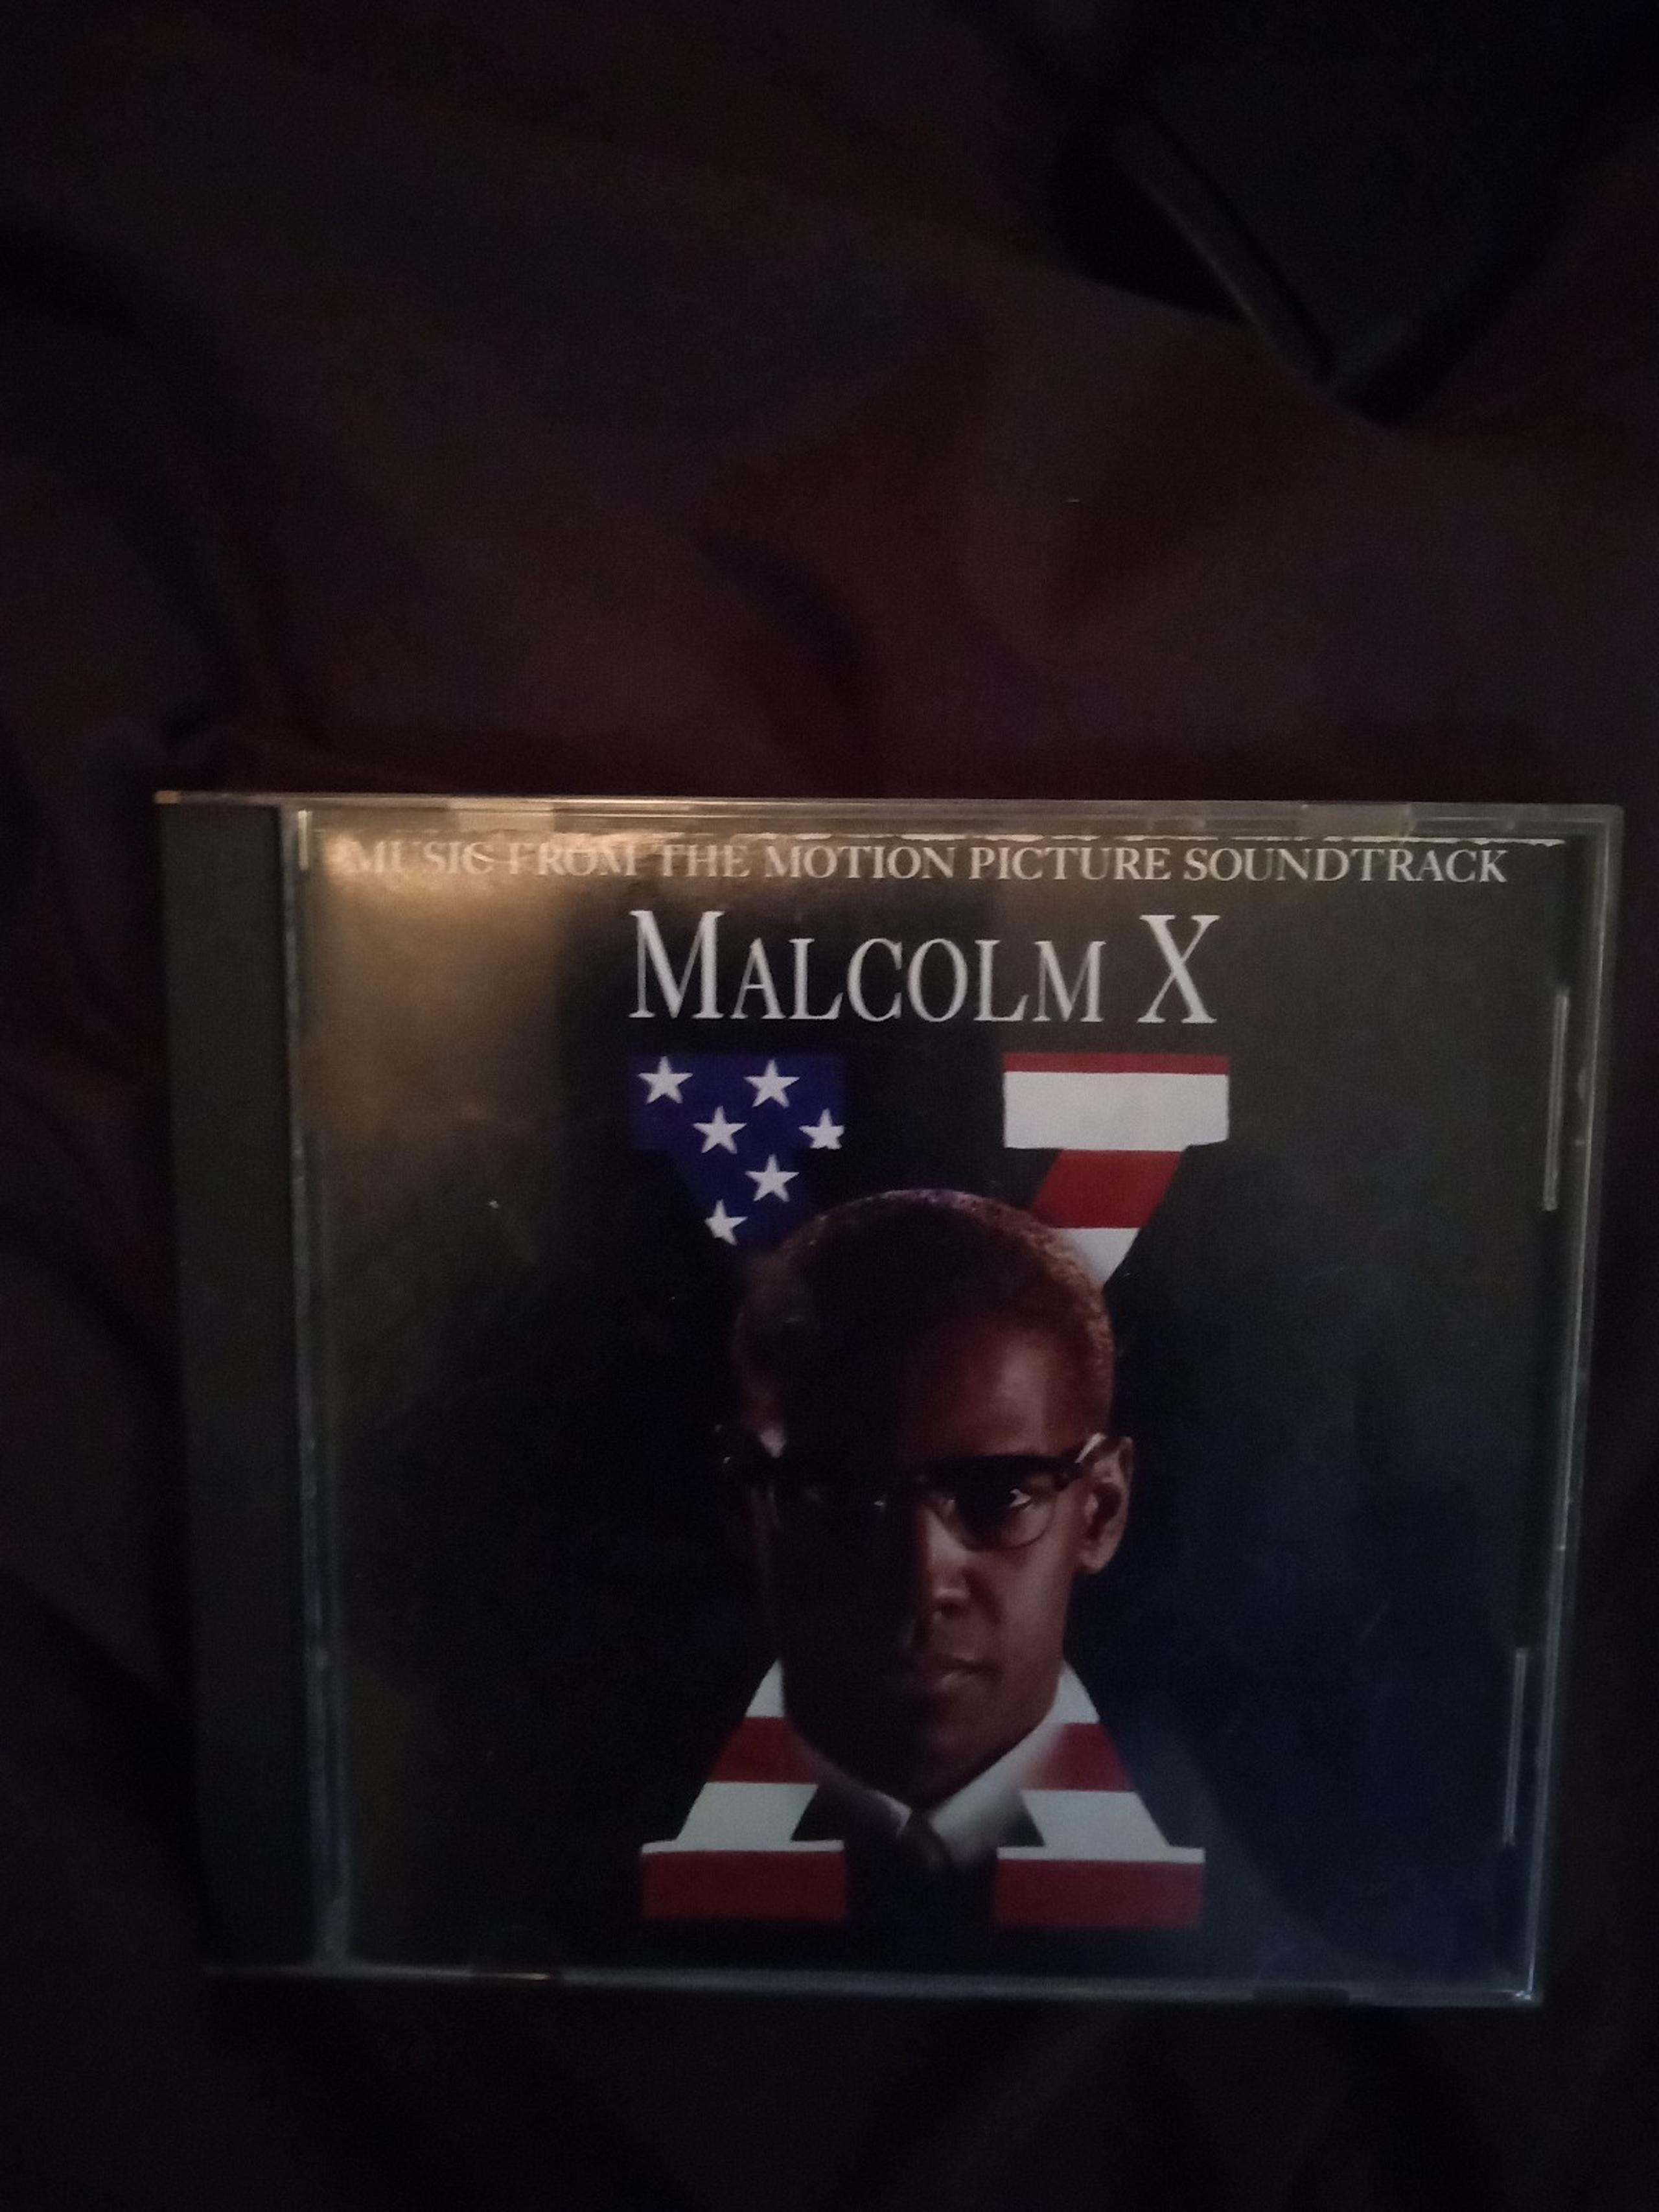 MUSIC FROM THE MOTION PICTURE SOUNDTRACK
MALCOLM X
X